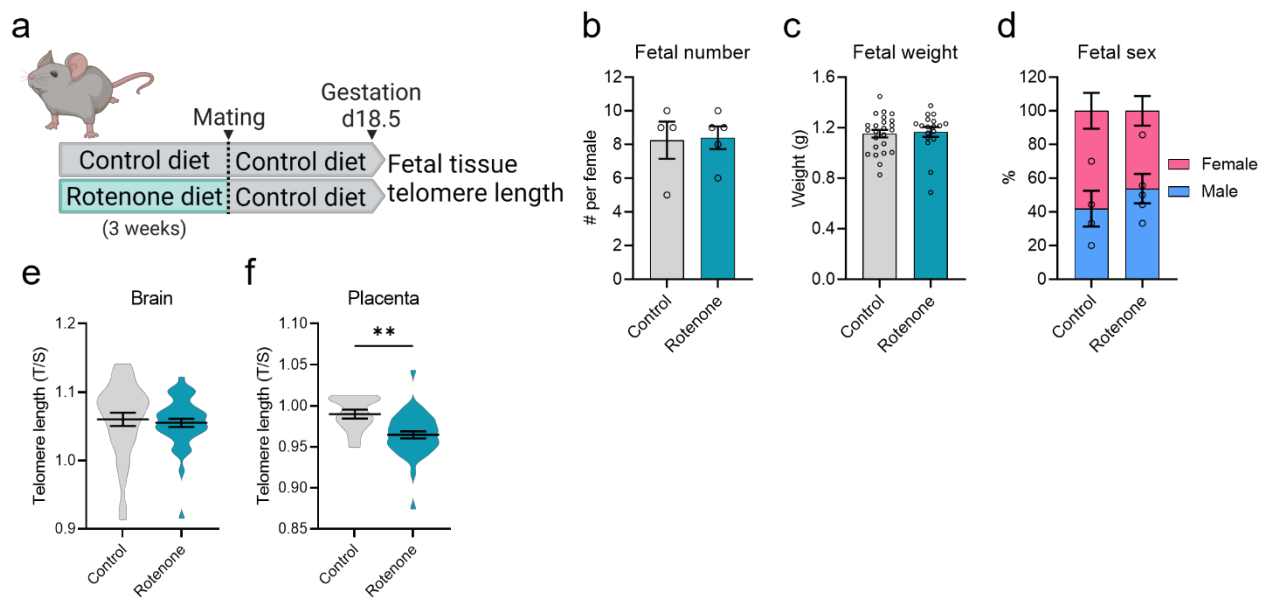 a
Mating
Gestation
d18.5
Control diet
Control diet
Rotenone diet
Control diet
(3 weeks)
Fetal tissue
telomere length
b
Fetal number
# per female
12
10
8
6
4
2
0
Control
Rotenone
c
Fetal weight
Weight (g)
1.6
1.2
0.8
0.4
0.0
Control
Rotenone
d
Fetal sex
%
120
100
80
60
40
20
0
Control
Rotenone
Female
Male
e
Brain
Telomere length (T/S)
1.2
1.1
1.0
0.9
Control
Rotenone
f
Placenta
Telomere length (T/S)
1.10
1.05
1.00
0.95
0.90
0.85
**
Control
Rotenone